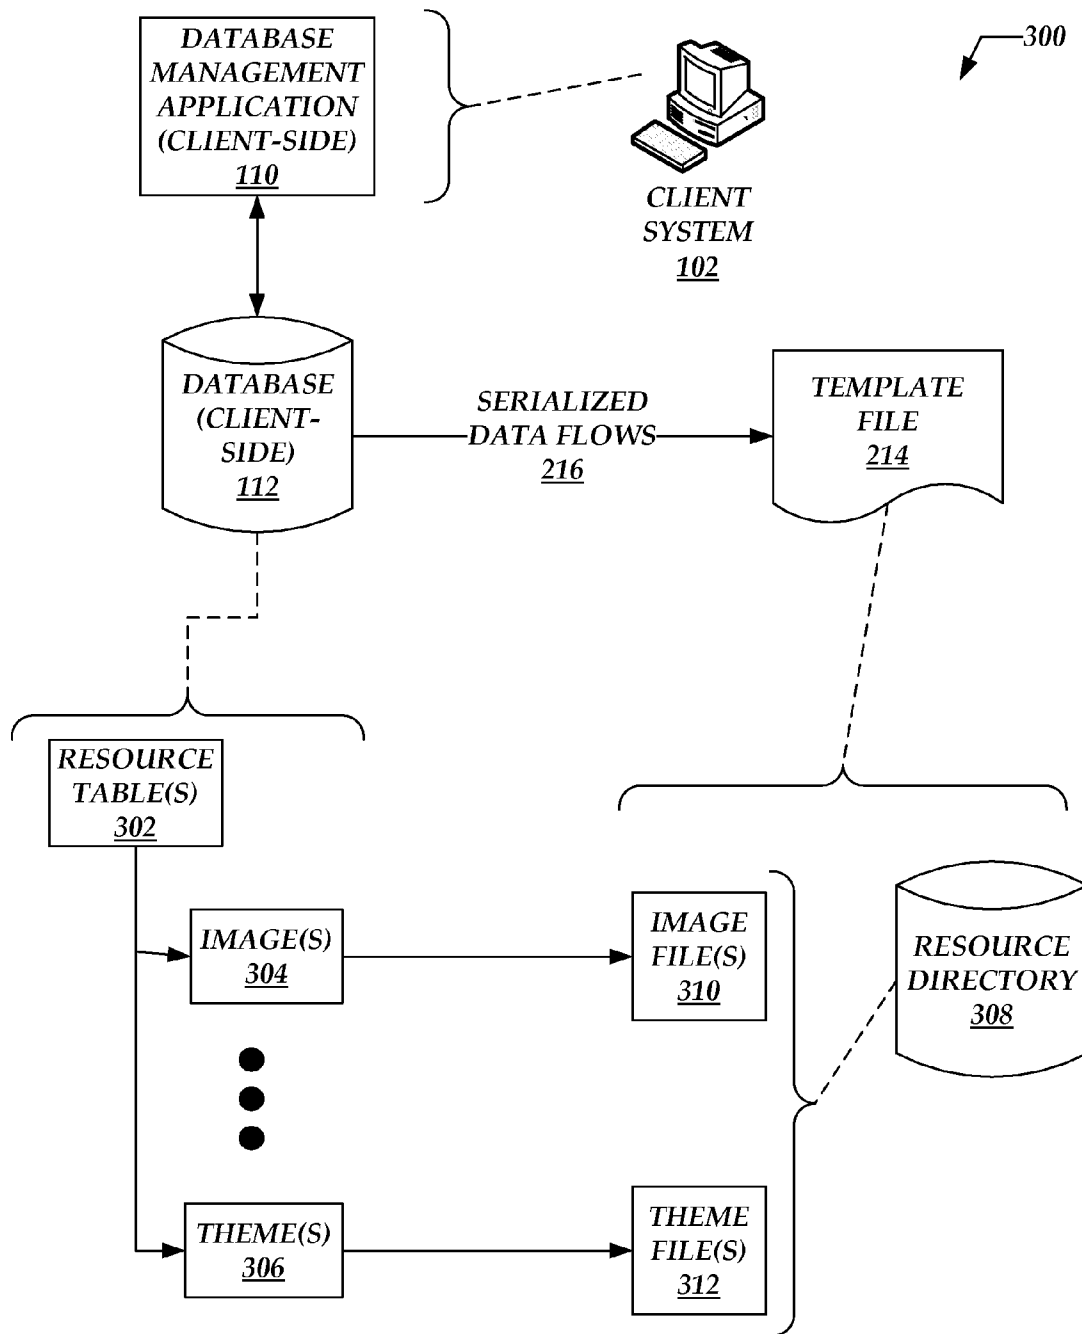 DATABASE
MANAGEMENT
APPLICATION
(CLIENT-SIDE)
110
300
CLIENT
SYSTEM
102
DATABASE
(CLIENT-
SIDE)
112
SERIALIZED
DATA FLOWS
216
TEMPLATE
FILE
214
RESOURCE
TABLE(S)
302
IMAGE(S)
304
IMAGE
FILE(S)
310
RESOURCE
DIRECTORY
308
THEME(S)
306
THEME
FILE(S)
312